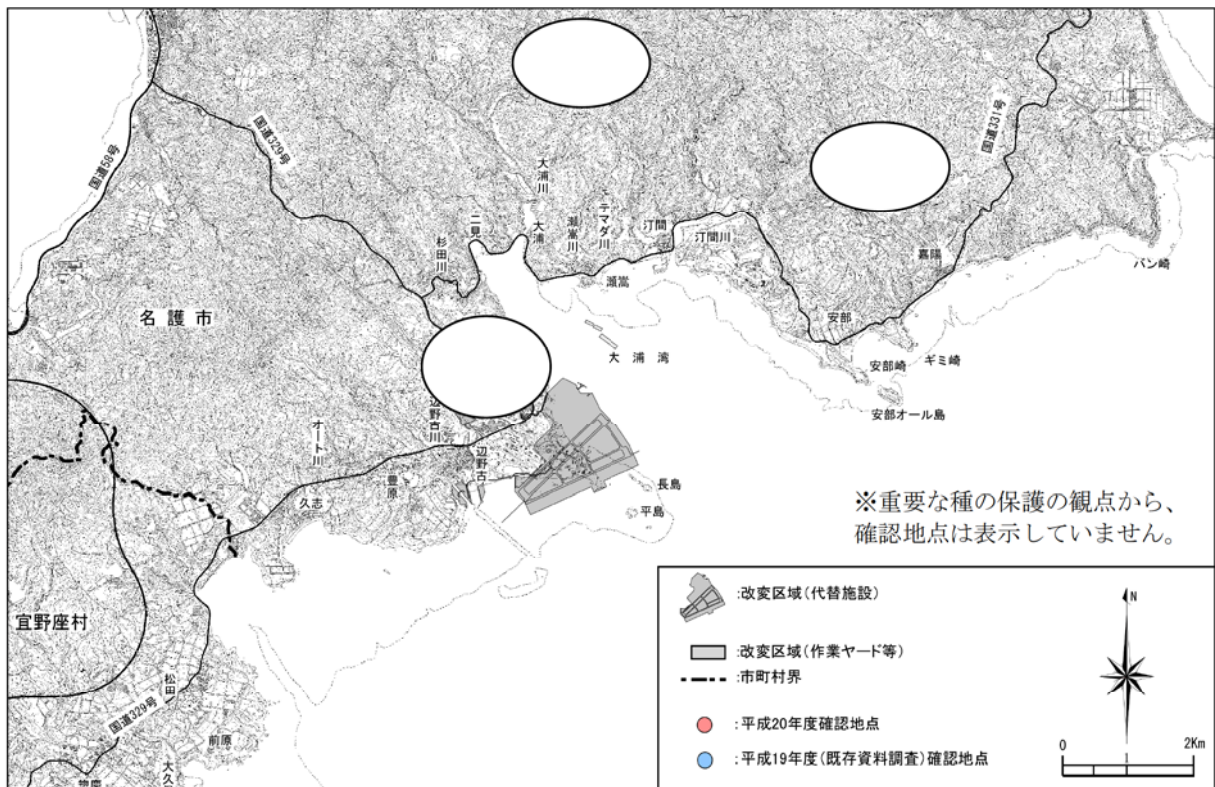 国道58号
国道329号
国道331号
大浦川
テマダ川
瀬嵩川
汀間
汀間川
二見
大浦
杉田川
瀬嵩
嘉陽
バン崎
名護市
安部
大浦湾
安部崎
ギミ崎
安部オール島
辺野古川
オート川
辺野古
豊原
久志
長島
平島
※重要な種の保護の観点から、
確認地点は表示していません。
宜野座村
松田
国道329号
前原
大久
惣慶
:改変区域(代替施設)
:改変区域(作業ヤード等)
:市町村界
:平成20年度確認地点
:平成19年度(既存資料調査)確認地点
N
0 1 2Km